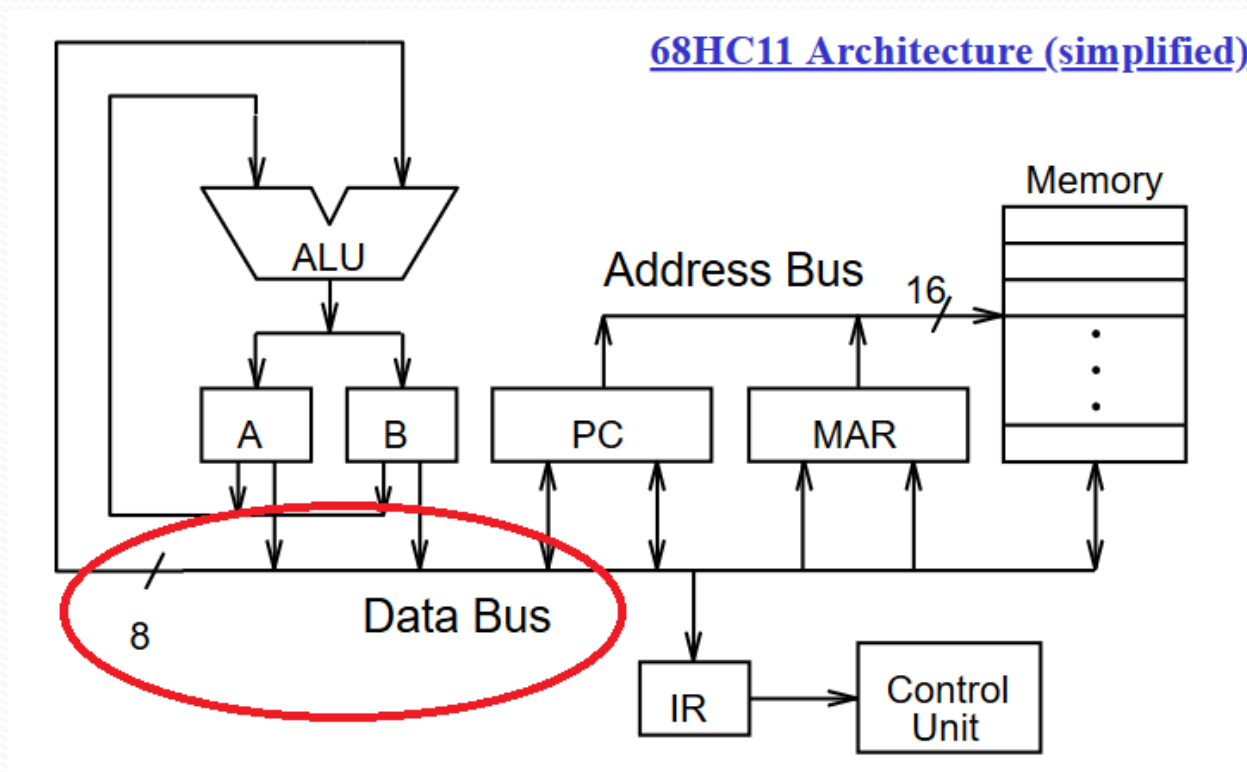 68HC11 Architecture (simplified)
Memory
ALU
Address Bus
16
A
B
PC
MAR
Data Bus
8
IR
Control
Unit